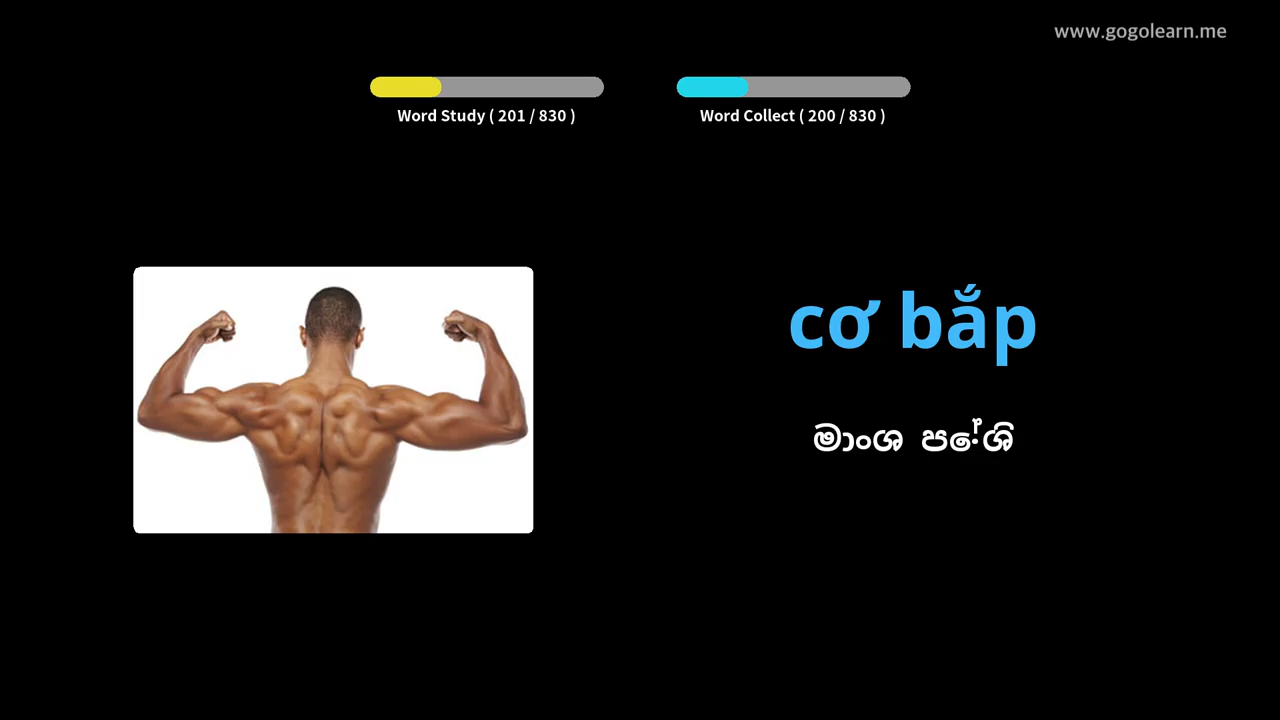 www.gogolearn.me
Word Study ( 201 / 830 )
Word Collect ( 200 / 830 )
cơ bắp
මාංශ පේශි